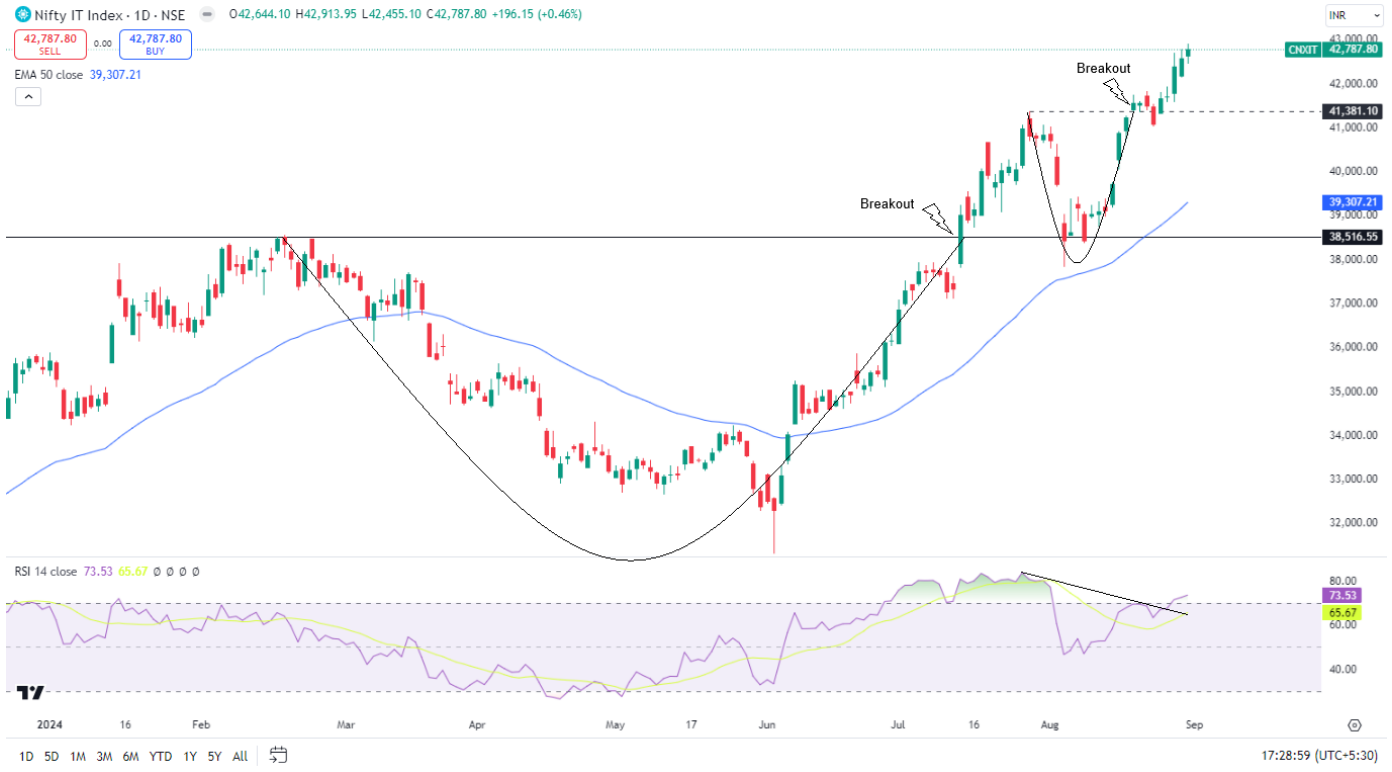 Nifty IT Index · 1D · NSE O42,644.10 H42,913.95 L42,455.10 C42,787.80 +196.15 (+0.46%)
INR
42,787.80 0.00 42,787.80
SELL BUY
EMA 50 close 39,307.21
43,000.00
CNXIT 42,787.80
Breakout
42,000.00
41,381.10
41,000.00
40,000.00
Breakout
39,307.21
39,000.00
38,516.55
38,000.00
37,000.00
36,000.00
35,000.00
34,000.00
33,000.00
32,000.00
RSI 14 close 73.53 65.67 Ø Ø Ø Ø
80.00
73.53
65.67
60.00
40.00
2024 16 Feb Mar Apr May 17 Jun Jul 16 Aug Sep
1D 5D 1M 3M 6M YTD 1Y 5Y All 17:28:59 (UTC+5:30)